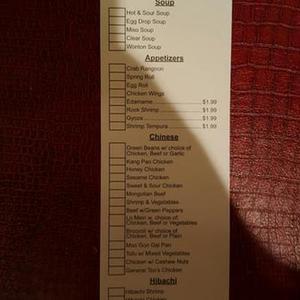 Soup
Hot & Sour Soup
Egg Drop Soup
Miso Soup
Clear Soup
Wonton Soup
Appetizers
Crab Rangoon
Spring Roll
Egg Roll
Chicken Wings
Edamame $1.99
Rock Shrimp $1.99
Gyoza $1.99
Shrimp Tempura $1.99
Chinese
Green Beans w/ choice of
Chicken, Beef or Garlic
Kang Pao Chicken
Honey Chicken
Sesame Chicken
Sweet & Sour Chicken
Mongolian Beef
Shrimp & Vegetables
Beef w/Green Peppers
Lo Mein w. choice of
Chicken, Beef or Vegetables
Broccoli w/ choice of
Chicken, Beef or Plain
Moo Goo Gai Pan
Tofu w/ Mixed Vegetables
Chicken w/ Cashew Nuts
General Tso's Chicken
Hibachi
Hibachi Shrimp